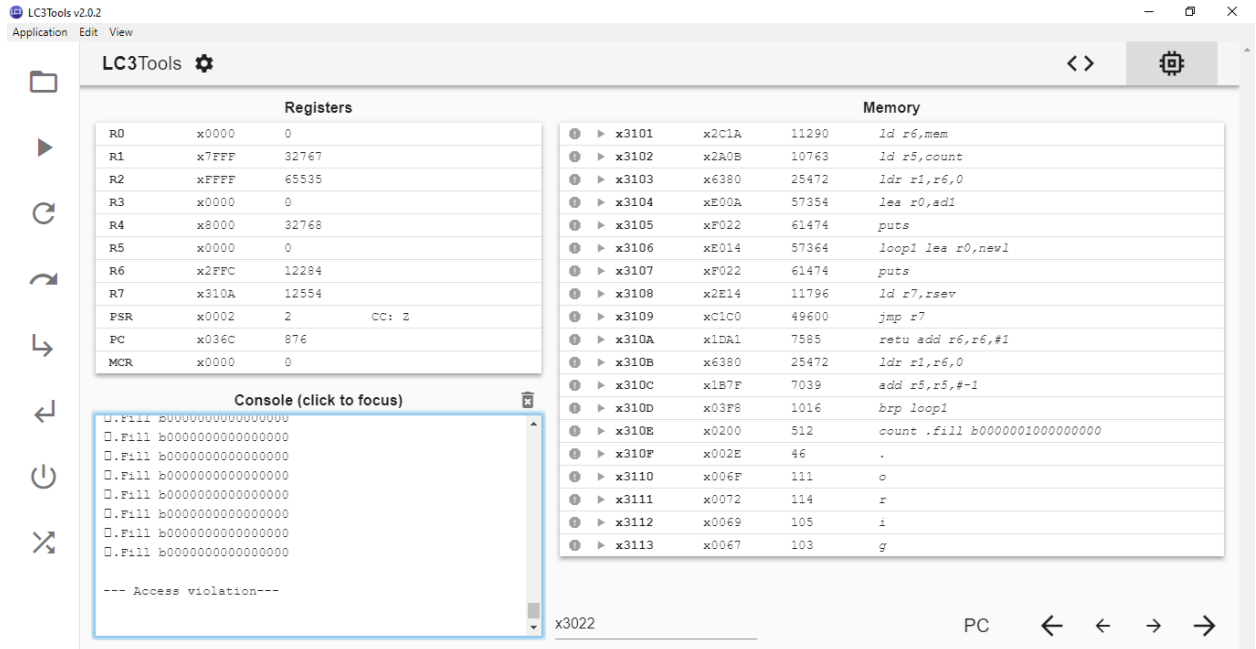 LC3Tools v2.0.2
Application Edit View
LC3Tools
Registers
R0 x0000 0
R1 x7FFF 32767
R2 xFFFF 65535
R3 x0000 0
R4 x8000 32768
R5 x0000 0
R6 x2FFC 12284
R7 x310A 12554
PSR x0002 2 CC: Z
PC x036C 876
MCR x0000 0
Console (click to focus)
.Fill b0000000000000000
.Fill b0000000000000000
.Fill b0000000000000000
.Fill b0000000000000000
.Fill b0000000000000000
.Fill b0000000000000000
.Fill b0000000000000000
.Fill b0000000000000000
--- Access violation---
Memory
x3101 x2C1A 11290 ld r6,mem
x3102 x2A0B 10763 ld r5,count
x3103 x6380 25472 ldr r1,r6,0
x3104 xE00A 57354 lea r0,ad1
x3105 xF022 61474 puts
x3106 xE014 57364 loop1 lea r0,newl
x3107 xF022 61474 puts
x3108 x2E14 11796 ld r7,rsev
x3109 xC1C0 49600 jmp r7
x310A x1DA1 7585 retu add r6,r6,#1
x310B x6380 25472 ldr r1,r6,0
x310C x1B7F 7039 add r5,r5,#-1
x310D x03F8 1016 brp loop1
x310E x0200 512 count .fill b0000001000000000
x310F x002E 46 .
x3110 x006F 111 o
x3111 x0072 114 r
x3112 x0069 105 i
x3113 x0067 103 g
x3022
PC